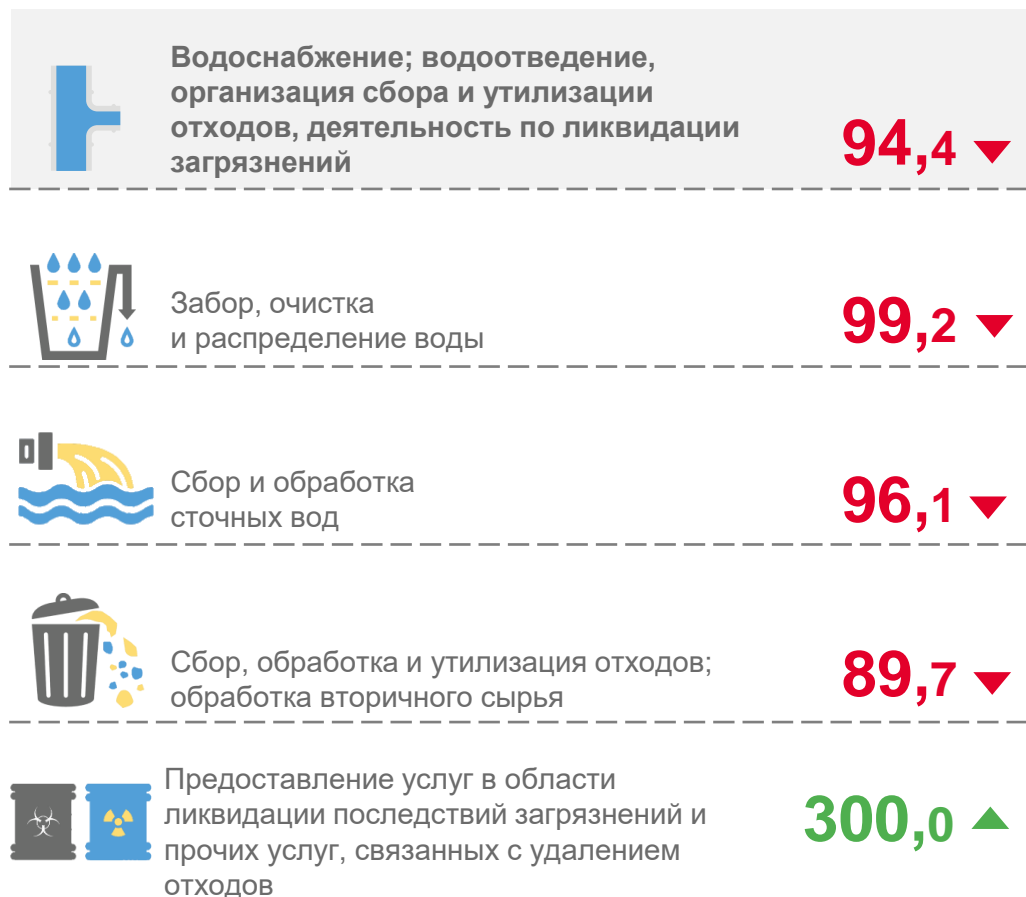 Водоснабжение; водоотведение,
организация сбора и утилизации
отходов, деятельность по ликвидации
загрязнений
94,4
Забор, очистка
и распределение воды
99,2
Сбор и обработка
сточных вод
96,1
Сбор, обработка и утилизация отходов;
обработка вторичного сырья
89,7
Предоставление услуг в области
ликвидации последствий загрязнений и
прочих услуг, связанных с удалением
отходов
300,0